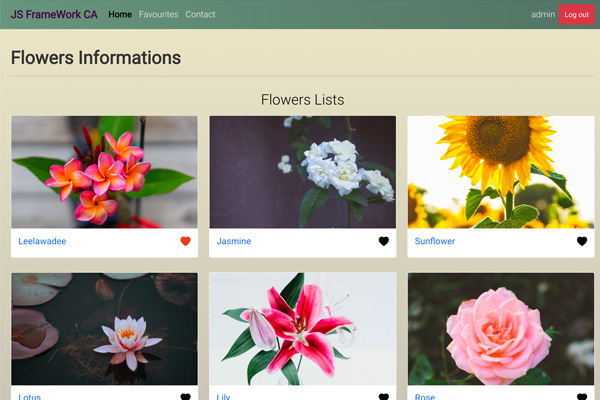 JS FrameWork CA Home Favourites Contact admin Log out
Flowers Informations
Flowers Lists
Leelawadee Jasmine Sunflower
Lotus Lily Rose